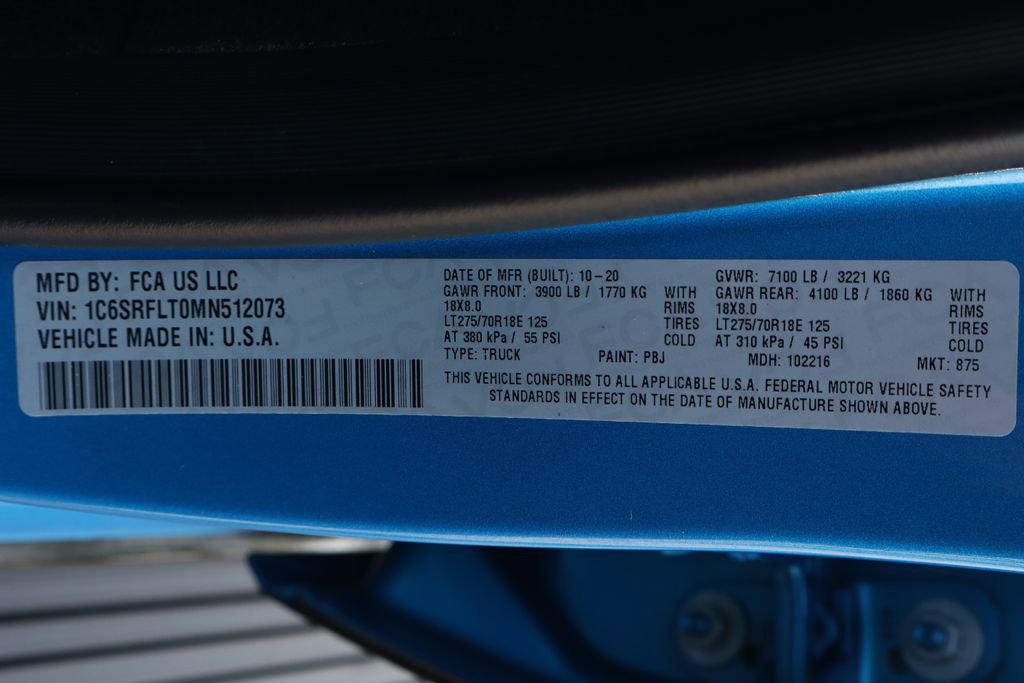 MFD BY: FCA US LLC
VIN: 1C6SRFLT0MN512073
VEHICLE MADE IN: U.S.A.
DATE OF MFR (BUILT): 10-20
GAWR FRONT: 3900 LB / 1770 KG WITH
18X8.0 RIMS
LT275/70R18E 125 TIRES
AT 380 kPa / 55 PSI COLD
TYPE: TRUCK PAINT: PBJ
GVWR: 7100 LB / 3221 KG
GAWR REAR: 4100 LB / 1860 KG WITH
18X8.0 RIMS
LT275/70R18E 125 TIRES
AT 310 kPa / 45 PSI COLD
MDH: 102216 MKT: 875
THIS VEHICLE CONFORMS TO ALL APPLICABLE U.S.A. FEDERAL MOTOR VEHICLE SAFETY
STANDARDS IN EFFECT ON THE DATE OF MANUFACTURE SHOWN ABOVE.